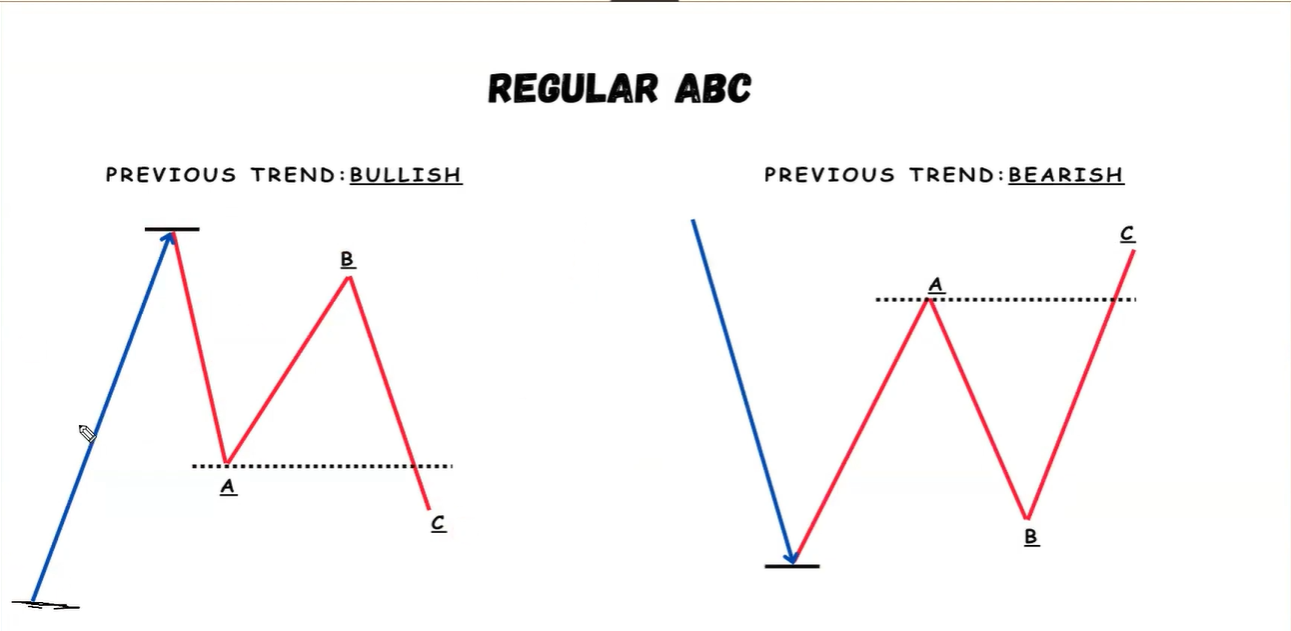 REGULAR ABC
PREVIOUS TREND:BULLISH
PREVIOUS TREND:BEARISH
B
A
C
C
A
B